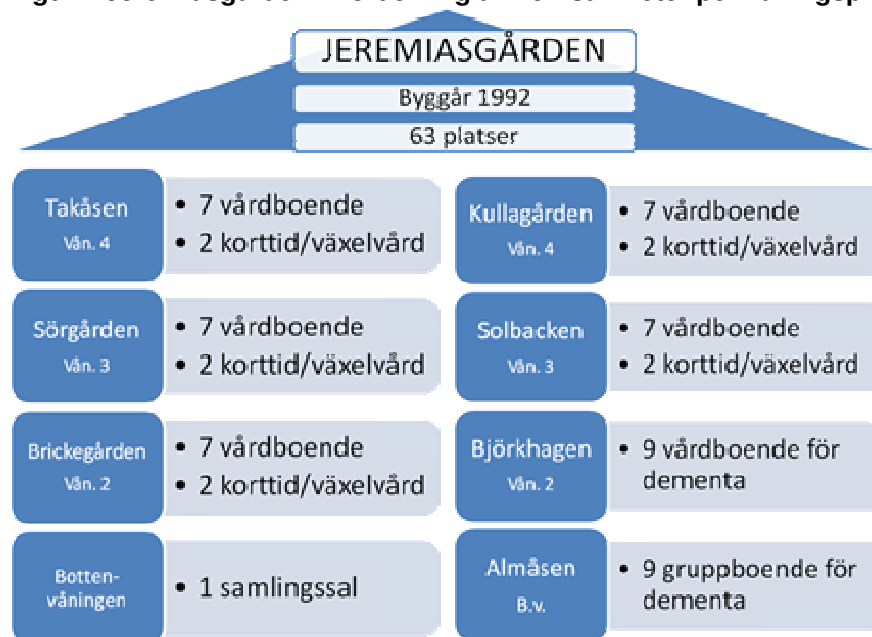 JEREMIASGÅRDEN
Byggår 1992
63 platser
Takåsen
Vån. 4
• 7 vårdboende
• 2 korttid/växelvård
Kullagården
Vån. 4
• 7 vårdboende
• 2 korttid/växelvård
Sörgården
Vån. 3
• 7 vårdboende
• 2 korttid/växelvård
Solbacken
Vån. 3
• 7 vårdboende
• 2 korttid/växelvård
Brickegården
Vån. 2
• 7 vårdboende
• 2 korttid/växelvård
Björkhagen
Vån. 2
• 9 vårdboende för
dementa
Botten-
våningen
• 1 samlingssal
Almåsen
B.v.
• 9 gruppboende för
dementa